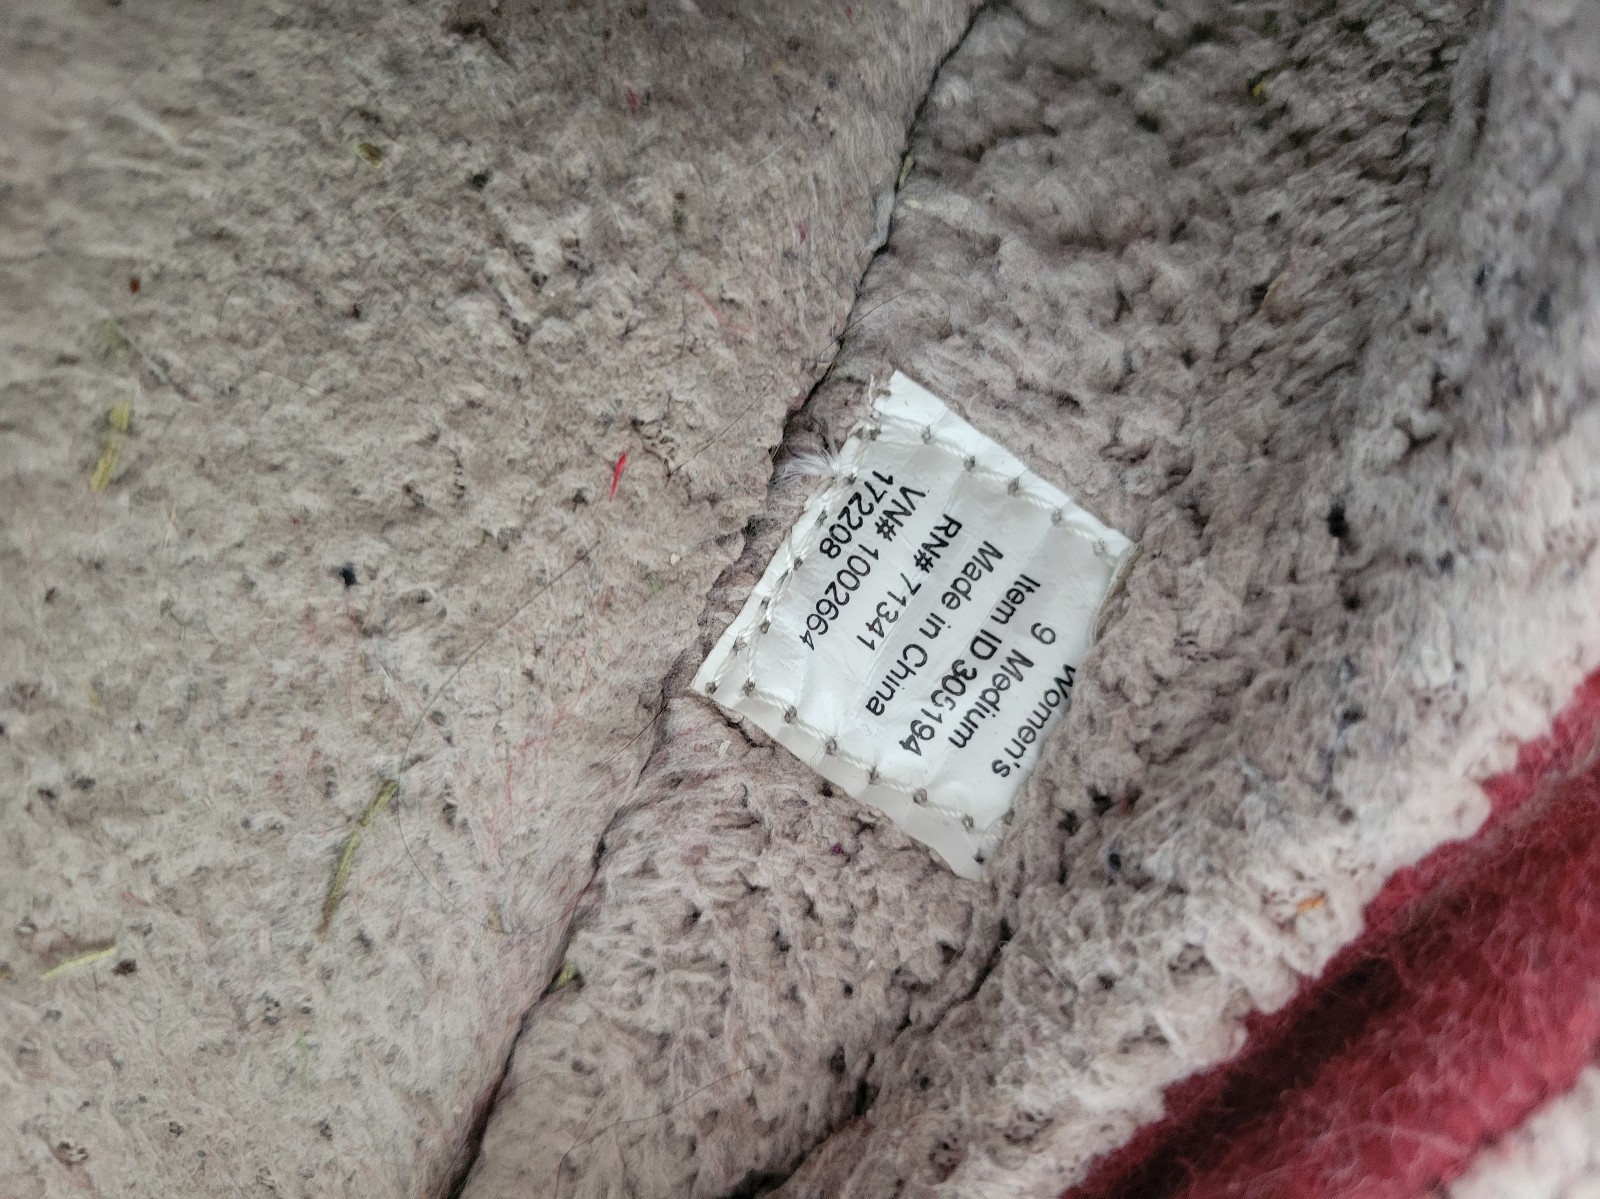 Women's
9 Medium
Item ID 305194
Made in China
RN# 71341
VN# 1002664
172208